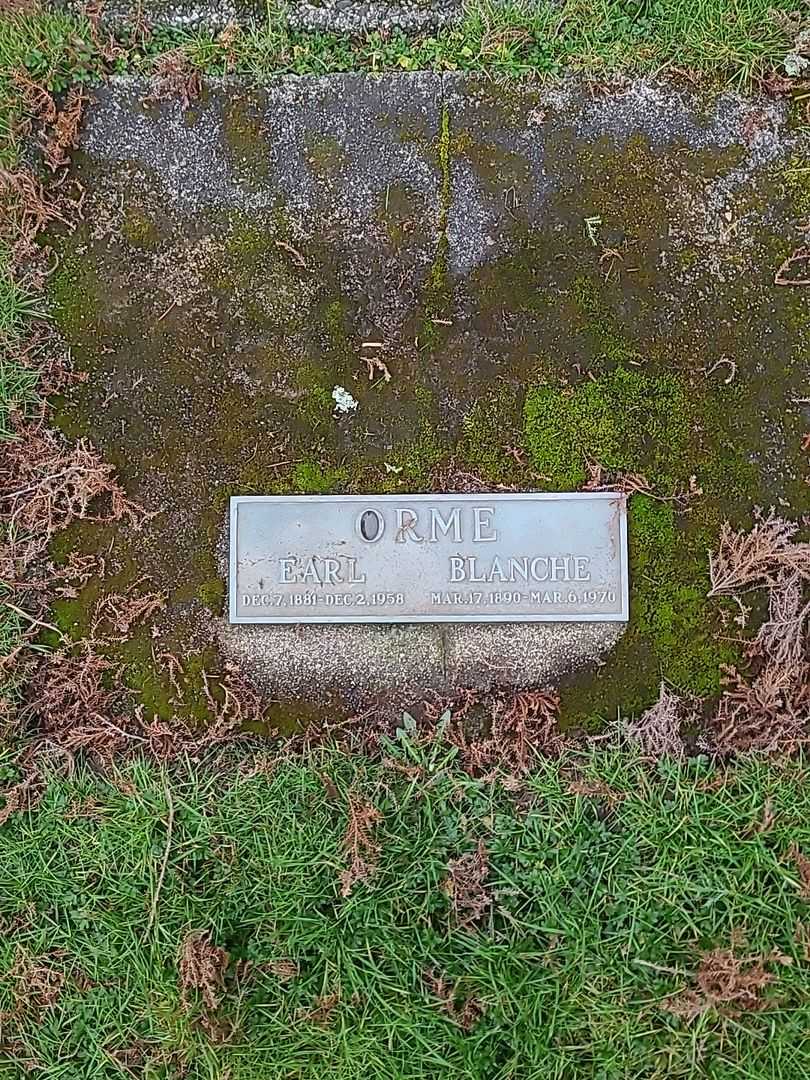 ORME
EARL BLANCHE
DEC. 7, 1881 - DEC. 2, 1958 MAR. 17, 1890 - MAR. 6, 1970